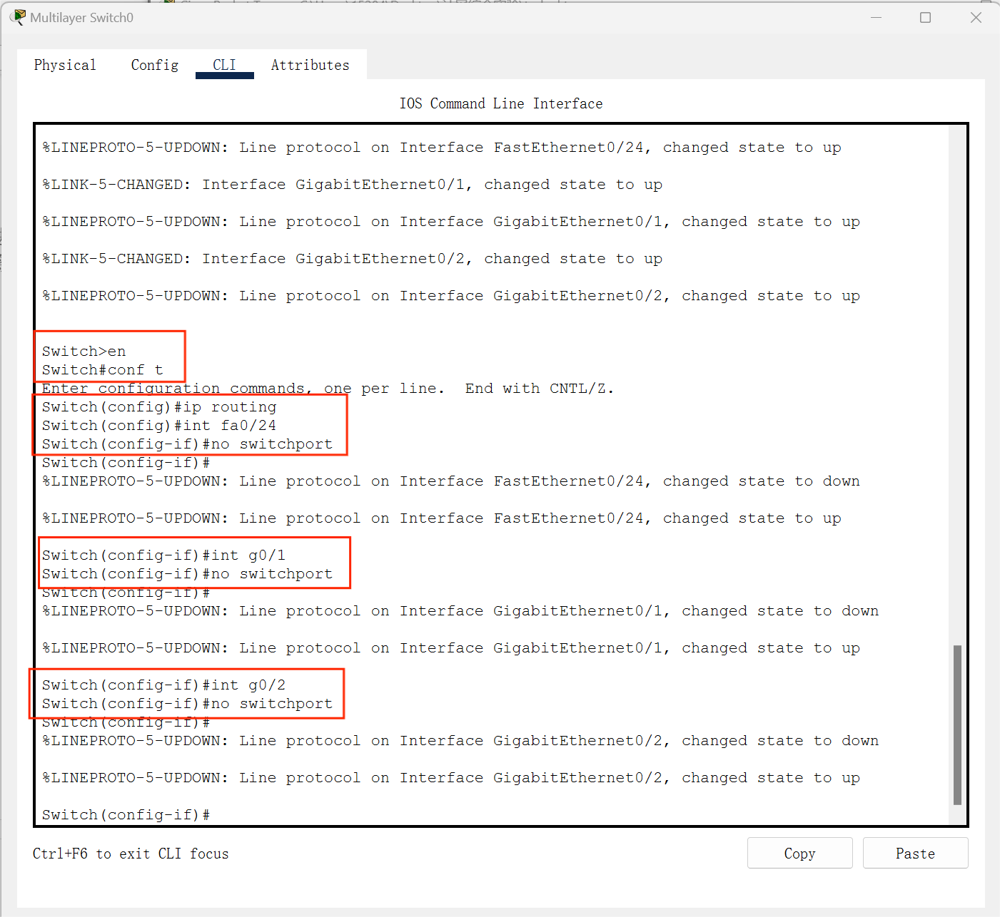 Multilayer Switch0
Physical Config CLI Attributes
IOS Command Line Interface
%LINEPROTO-5-UPDOWN: Line protocol on Interface FastEthernet0/24, changed state to up
%LINK-5-CHANGED: Interface GigabitEthernet0/1, changed state to up
%LINEPROTO-5-UPDOWN: Line protocol on Interface GigabitEthernet0/1, changed state to up
%LINK-5-CHANGED: Interface GigabitEthernet0/2, changed state to up
%LINEPROTO-5-UPDOWN: Line protocol on Interface GigabitEthernet0/2, changed state to up
Switch>en
Switch#conf t
Enter configuration commands, one per line.  End with CNTL/Z.
Switch(config)#ip routing
Switch(config)#int fa0/24
Switch(config-if)#no switchport
Switch(config-if)#
%LINEPROTO-5-UPDOWN: Line protocol on Interface FastEthernet0/24, changed state to down
%LINEPROTO-5-UPDOWN: Line protocol on Interface FastEthernet0/24, changed state to up
Switch(config-if)#int g0/1
Switch(config-if)#no switchport
Switch(config-if)#
%LINEPROTO-5-UPDOWN: Line protocol on Interface GigabitEthernet0/1, changed state to down
%LINEPROTO-5-UPDOWN: Line protocol on Interface GigabitEthernet0/1, changed state to up
Switch(config-if)#int g0/2
Switch(config-if)#no switchport
Switch(config-if)#
%LINEPROTO-5-UPDOWN: Line protocol on Interface GigabitEthernet0/2, changed state to down
%LINEPROTO-5-UPDOWN: Line protocol on Interface GigabitEthernet0/2, changed state to up
Switch(config-if)#
Ctrl+F6 to exit CLI focus
Copy Paste